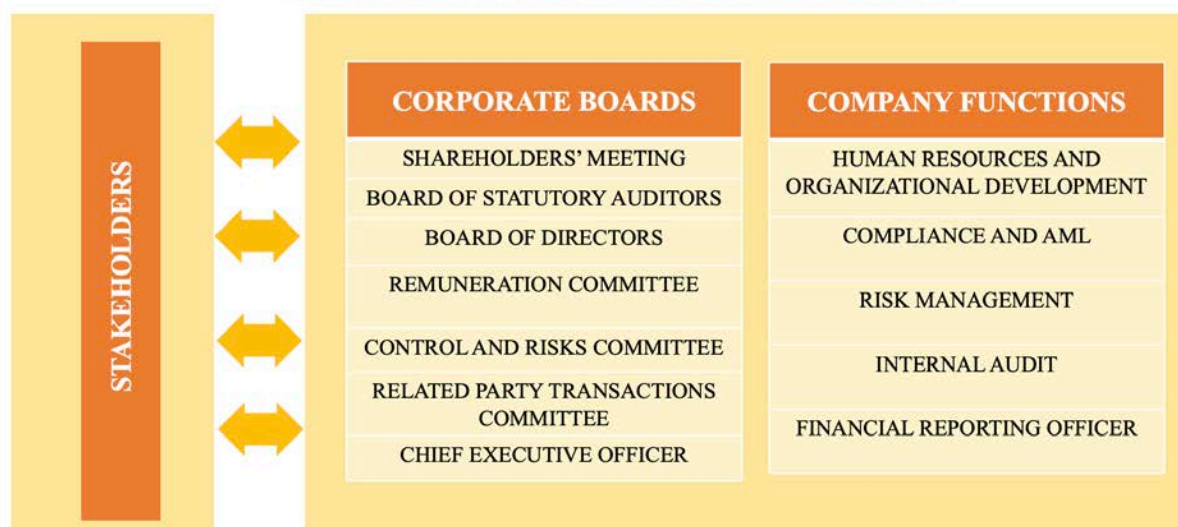 STAKEHOLDERS
CORPORATE BOARDS
SHAREHOLDERS’ MEETING
BOARD OF STATUTORY AUDITORS
BOARD OF DIRECTORS
REMUNERATION COMMITTEE
CONTROL AND RISKS COMMITTEE
RELATED PARTY TRANSACTIONS
COMMITTEE
CHIEF EXECUTIVE OFFICER
COMPANY FUNCTIONS
HUMAN RESOURCES AND
ORGANIZATIONAL DEVELOPMENT
COMPLIANCE AND AML
RISK MANAGEMENT
INTERNAL AUDIT
FINANCIAL REPORTING OFFICER